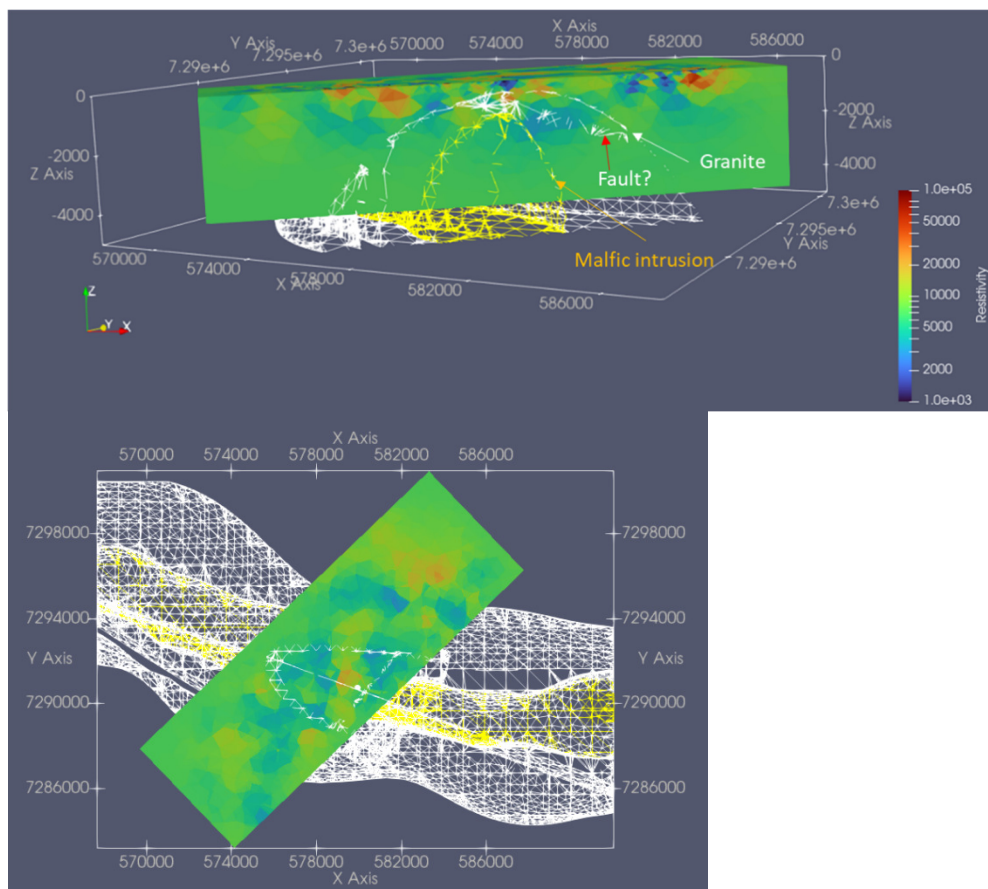 X Axis
Y Axis
7.29e+6
7.295e+6
7.3e+6
570000
574000
578000
582000
586000
0
-2000
-4000
Z Axis
0
-2000
-4000
Z Axis
Granite
Fault?
Malfic intrusion
7.3e+6
7.295e+6
Y Axis
7.29e+6
570000
574000
578000
X Axis
582000
586000
1.0e+05
50000
20000
10000
5000
2000
1.0e+03
Resistivity
Z
Y
X
X Axis
570000 574000 578000 582000 586000
7298000 7298000
7294000 7294000
Y Axis Y Axis
7290000 7290000
7286000 7286000
570000 574000 578000 582000 586000
X Axis